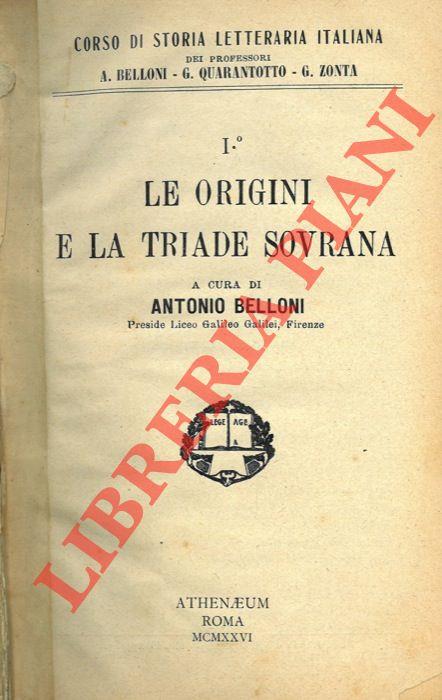 CORSO DI STORIA LETTERARIA ITALIANA
DEI PROFESSORI
A. BELLONI - G. QUARANTOTTO - G. ZONTA
I.º
LE ORIGINI
E LA TRIADE SOVRANA
A CURA DI
ANTONIO BELLONI
Preside Liceo Galileo Galilei, Firenze
LEGE AGE
ATHENÆUM
ROMA
MCMXXVI
LIBRERIA PIANI